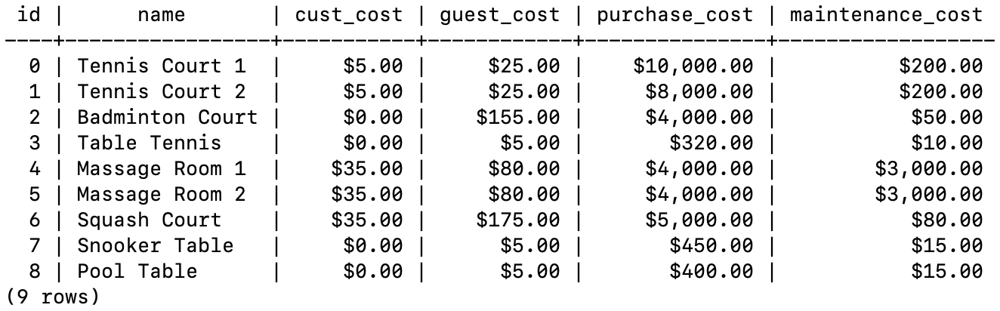 id |      name       | cust_cost | guest_cost | purchase_cost | maintenance_cost
----+-----------------+-----------+------------+---------------+------------------
  0 | Tennis Court 1  |     $5.00 |     $25.00 |    $10,000.00 |          $200.00
  1 | Tennis Court 2  |     $5.00 |     $25.00 |     $8,000.00 |          $200.00
  2 | Badminton Court |     $0.00 |    $155.00 |     $4,000.00 |           $50.00
  3 | Table Tennis    |     $0.00 |      $5.00 |       $320.00 |           $10.00
  4 | Massage Room 1  |    $35.00 |     $80.00 |     $4,000.00 |        $3,000.00
  5 | Massage Room 2  |    $35.00 |     $80.00 |     $4,000.00 |        $3,000.00
  6 | Squash Court    |    $35.00 |    $175.00 |     $5,000.00 |           $80.00
  7 | Snooker Table   |     $0.00 |      $5.00 |       $450.00 |           $15.00
  8 | Pool Table      |     $0.00 |      $5.00 |       $400.00 |           $15.00
(9 rows)